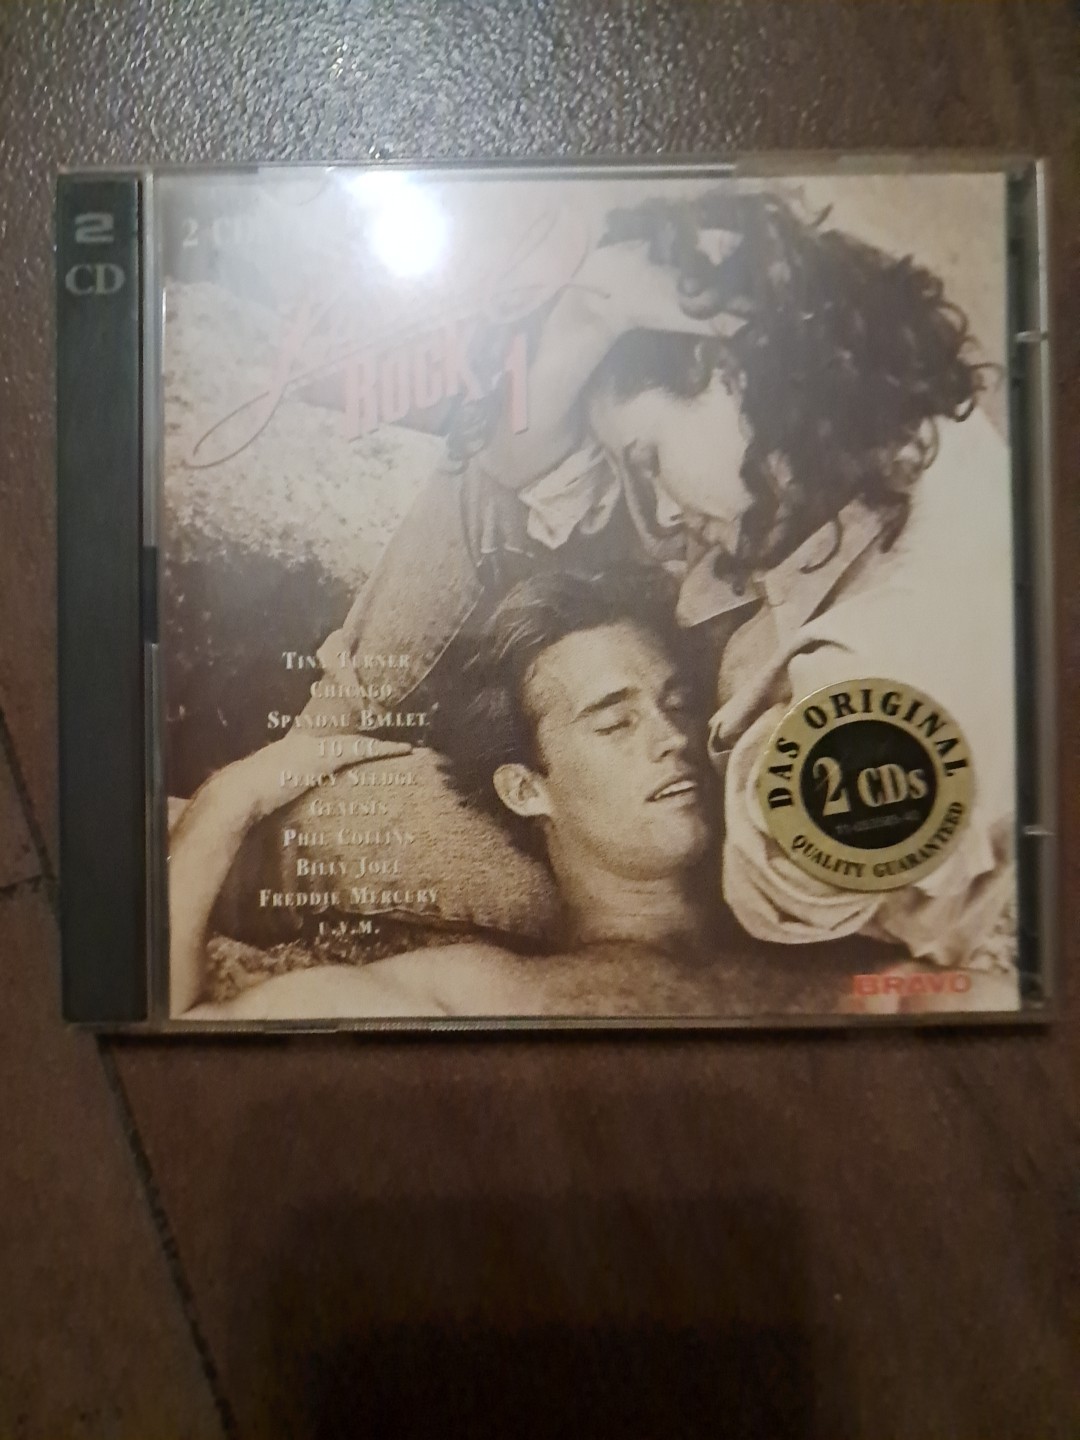 2
CD
2 CD
ROCK 1
TINA TURNER
CHICAGO
SPANDAU BALLET
10 CC
PERCY SLEDGE
GENESIS
PHIL COLLINS
BILLY JOEL
FREDDIE MERCURY
U.V.M.
DAS ORIGINAL
2 CDs
QUALITY GUARANTEED
BRAVO